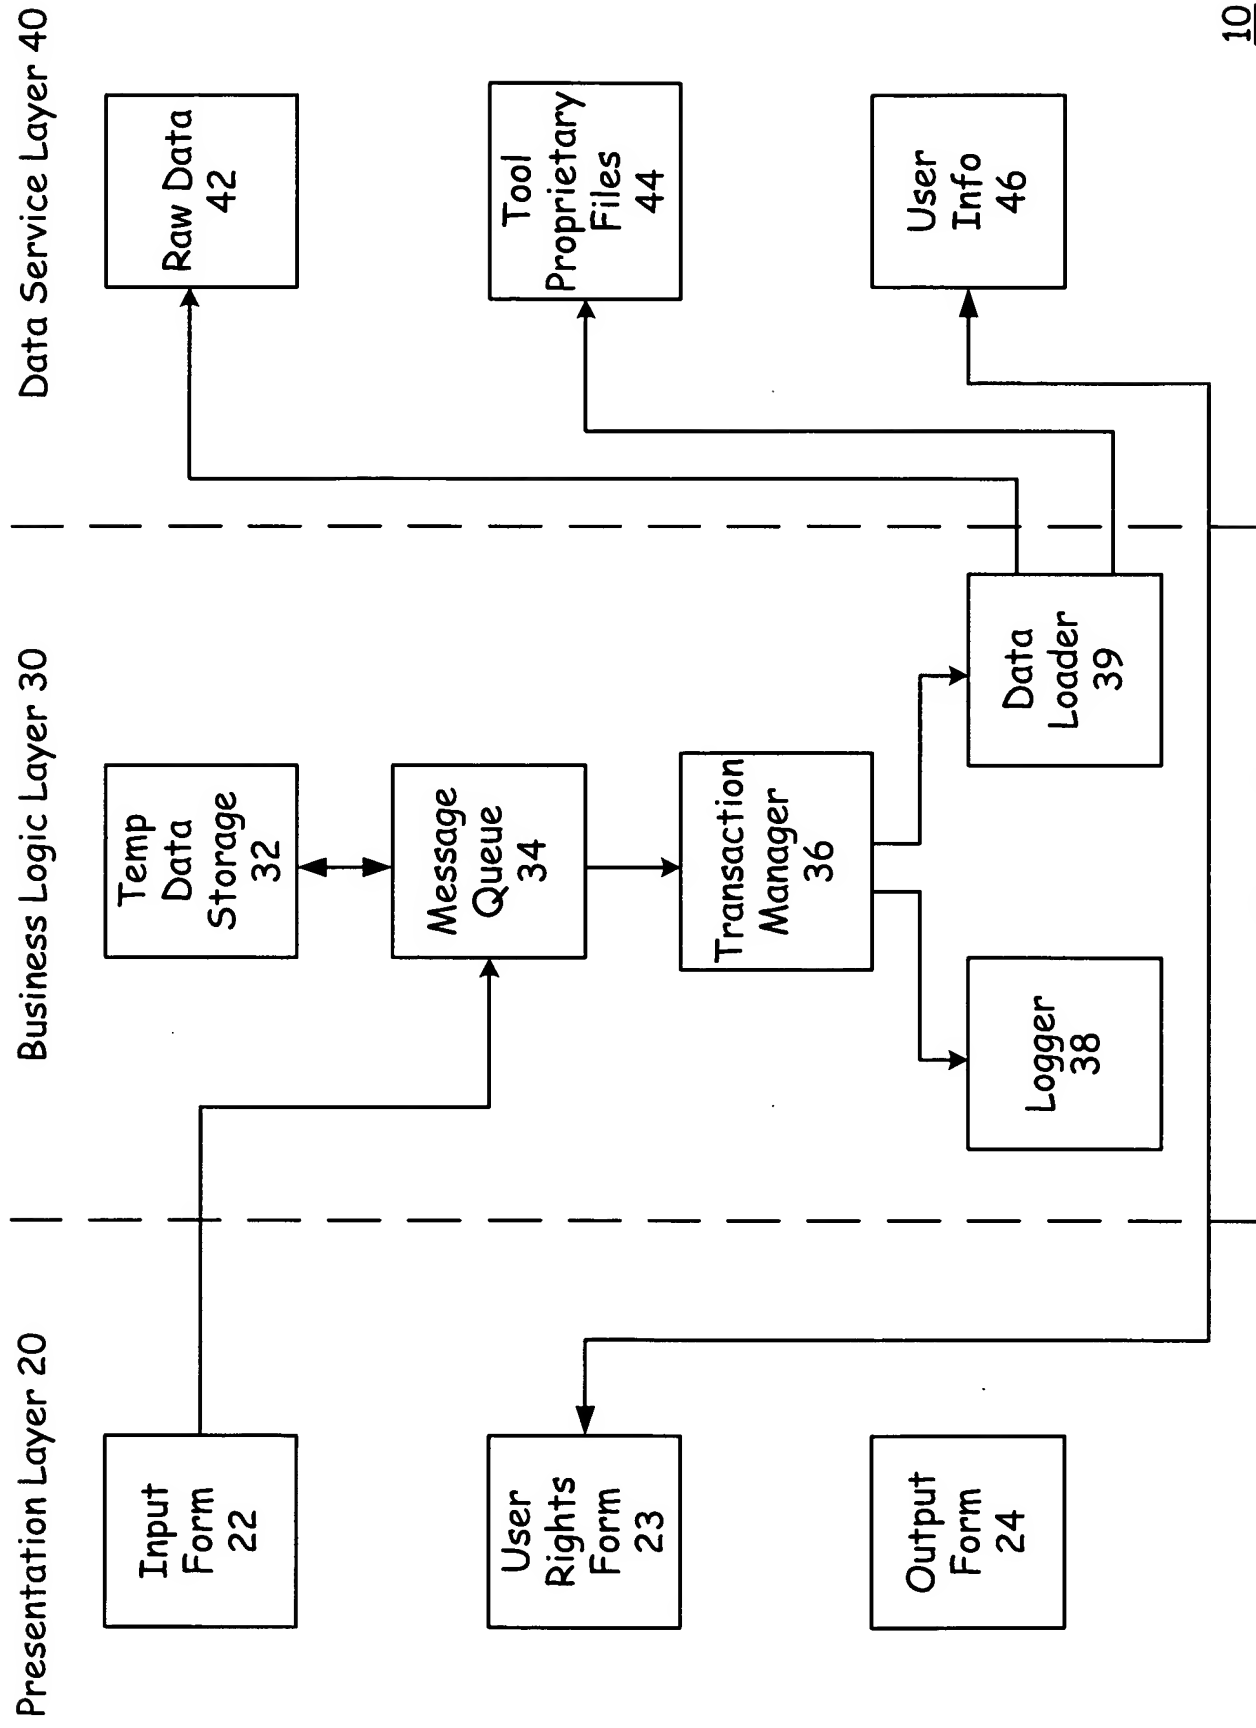 Presentation Layer 20
Business Logic Layer 30
Data Service Layer 40
Input
Form
22
User
Rights
Form
23
Output
Form
24
Temp
Data
Storage
32
Message
Queue
34
Transaction
Manager
36
Logger
38
Data
Loader
39
Raw Data
42
Tool
Proprietary
Files
44
User
Info
46
10